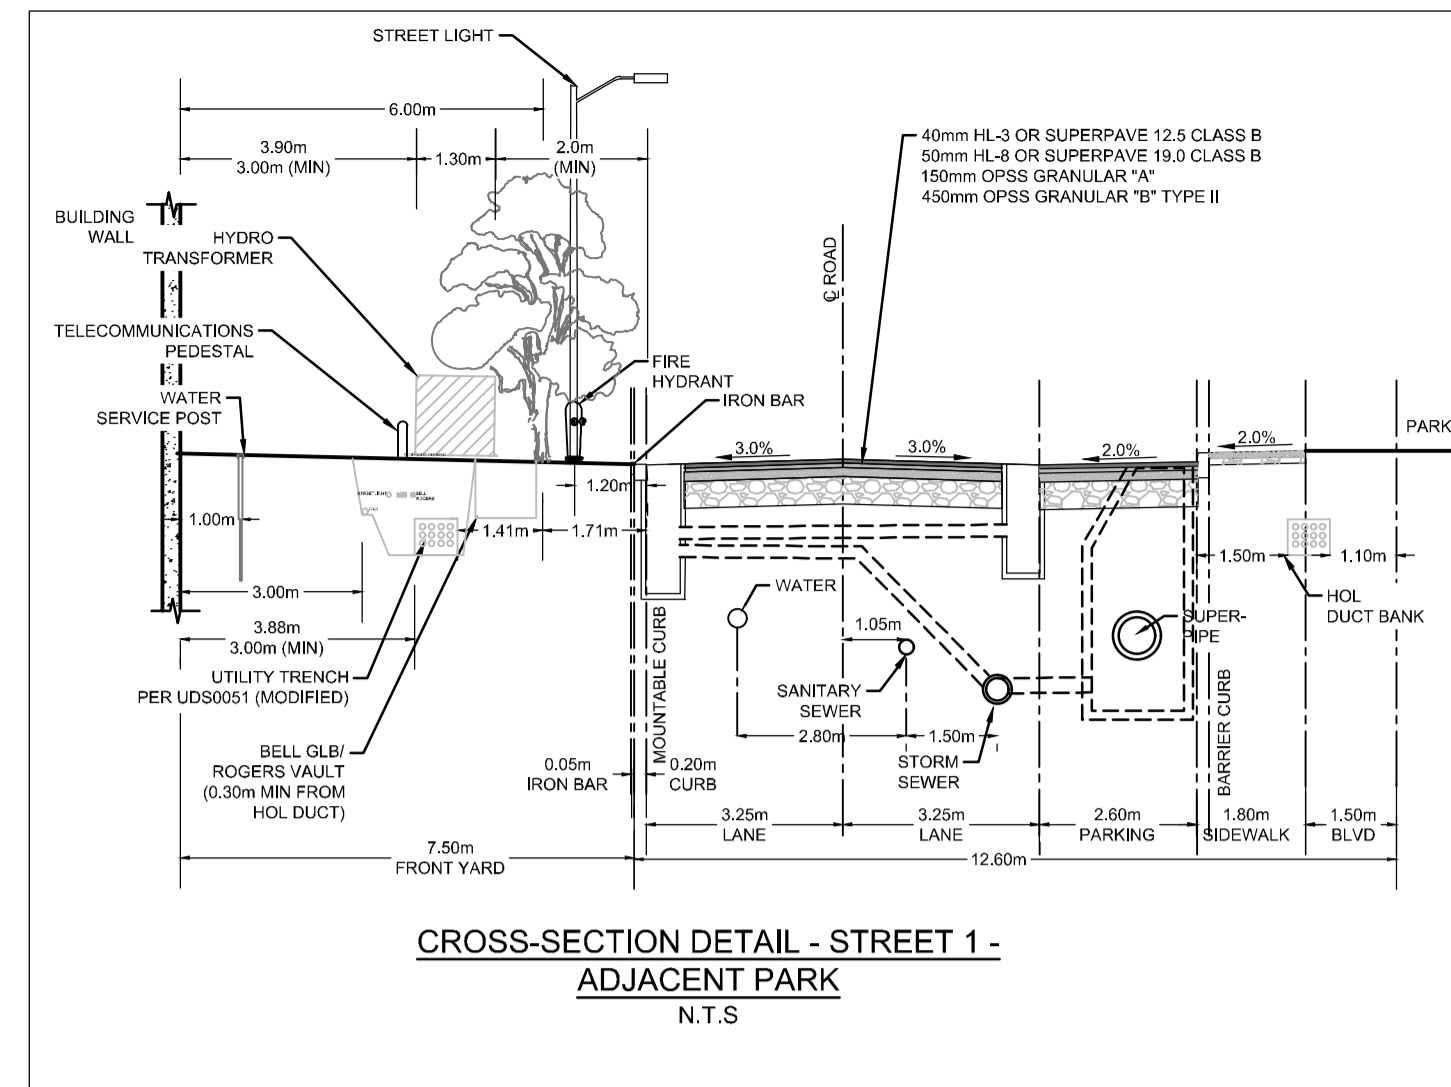 STREET LIGHT
6.00m
3.90m
3.00m (MIN)
1.30m
2.0m
(MIN)
40mm HL-3 OR SUPERPAVE 12.5 CLASS B
50mm HL-8 OR SUPERPAVE 19.0 CLASS B
150mm OPSS GRANULAR "A"
450mm OPSS GRANULAR "B" TYPE II
BUILDING
WALL
HYDRO
TRANSFORMER
℄ ROAD
TELECOMMUNICATIONS
PEDESTAL
FIRE
HYDRANT
WATER
SERVICE POST
IRON BAR
PARK
3.0%
3.0%
2.0%
2.0%
STREETLIGHT
BELL
ROGERS
GAS
1.20m
1.00m
1.41m
1.71m
1.50m
1.10m
3.00m
WATER
HOL
DUCT BANK
SUPER-
PIPE
1.05m
3.88m
3.00m (MIN)
UTILITY TRENCH
PER UDS0051 (MODIFIED)
SANITARY
SEWER
MOUNTABLE CURB
BARRIER CURB
2.80m
1.50m
BELL GLB/
ROGERS VAULT
(0.30m MIN FROM
HOL DUCT)
0.05m
IRON BAR
0.20m
CURB
STORM
SEWER
3.25m
LANE
3.25m
LANE
2.60m
PARKING
1.80m
SIDEWALK
1.50m
BLVD
7.50m
FRONT YARD
12.60m
CROSS-SECTION DETAIL - STREET 1 -
ADJACENT PARK
N.T.S